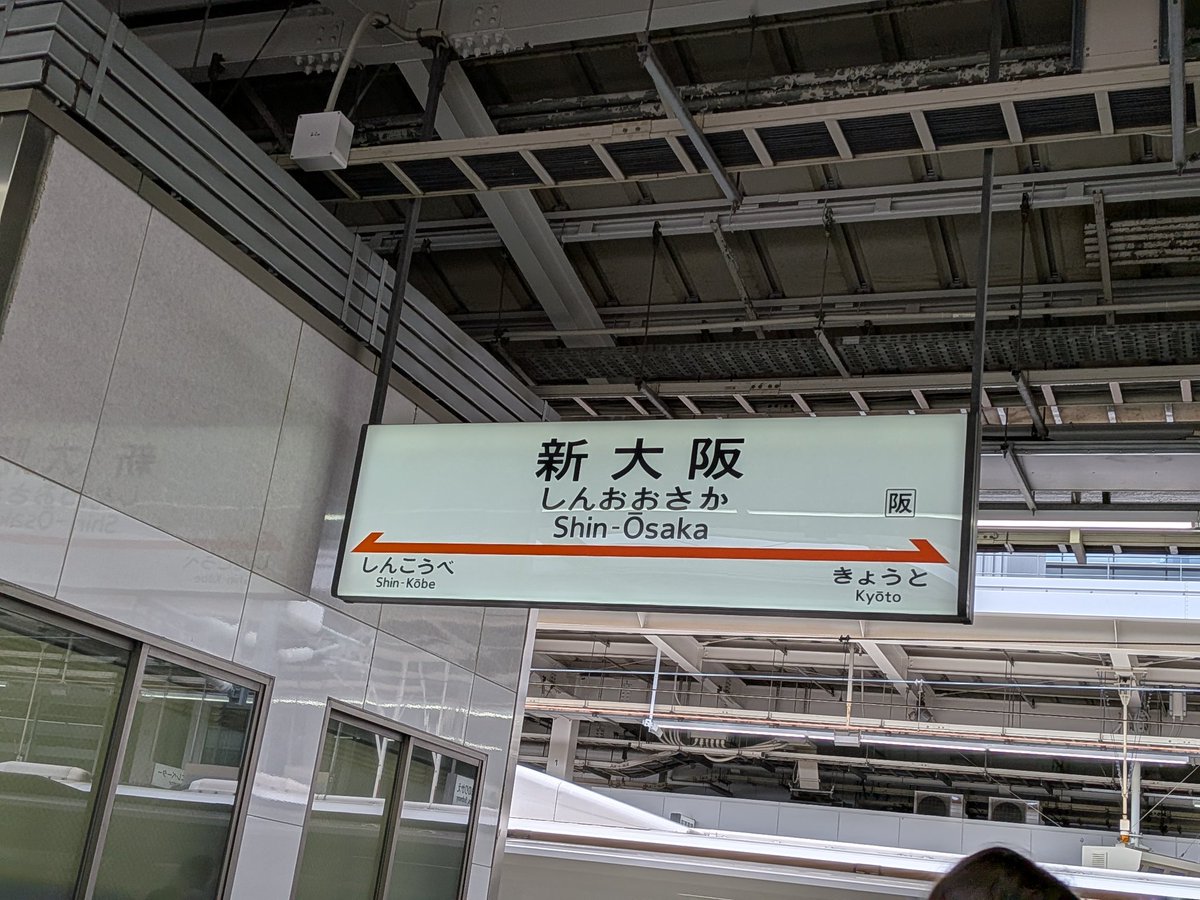 新大阪
しんおおさか
Shin-Ōsaka
阪
しんこうべ
Shin-Kōbe
きょうと
Kyōto